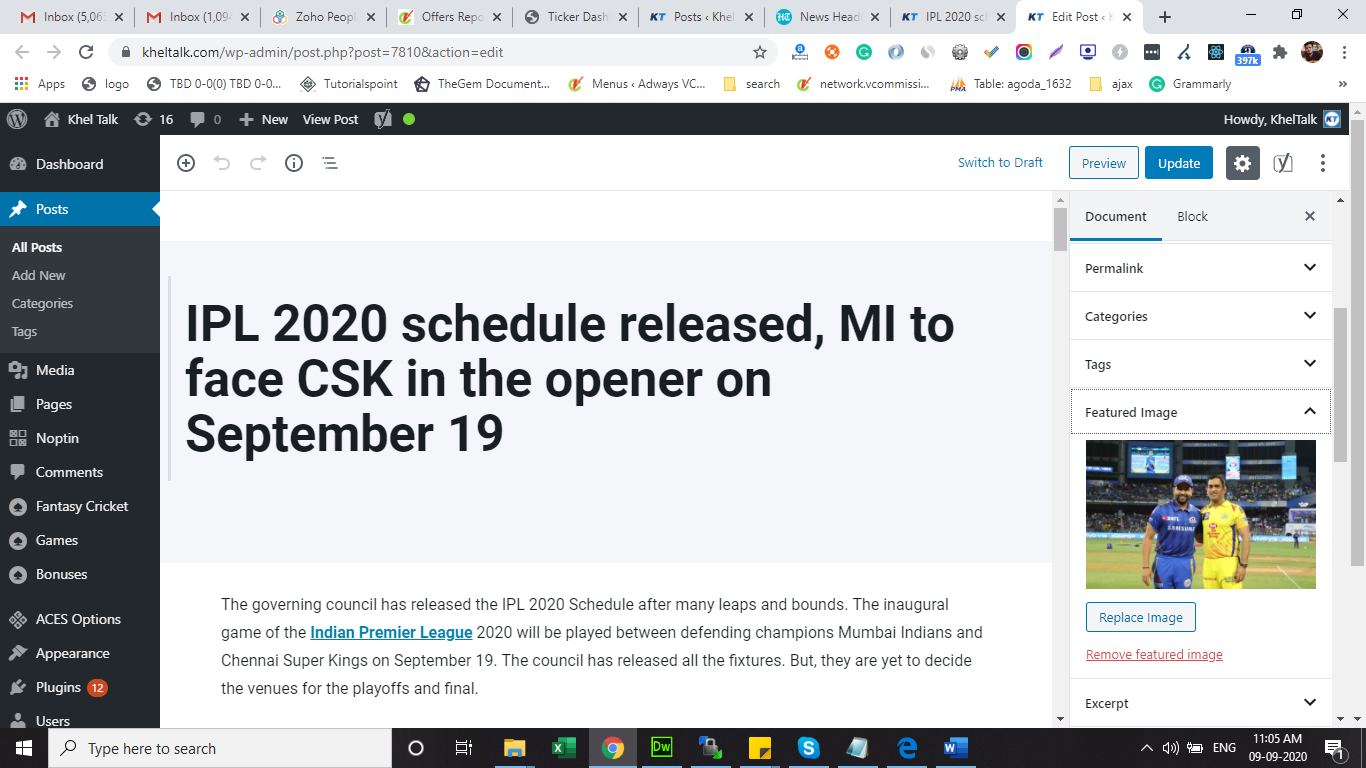 Inbox (5,06
Inbox (1,09
Zoho Peopl
Offers Repo
Ticker Dash
Posts ‹ Khel
News Head
IPL 2020 sc
Edit Post ‹
kheltalk.com/wp-admin/post.php?post=7810&action=edit
397k
Apps
logo
TBD 0-0(0) TBD 0-0...
Tutorialspoint
TheGem Document...
Menus ‹ Adways VC...
search
network.vcommissi...
PMA
Table: agoda_1632
ajax
Grammarly
»
Khel Talk
16
0
New
View Post
Howdy, KhelTalk
KT
Dashboard
Posts
All Posts
Add New
Categories
Tags
Media
Pages
Noptin
Comments
Fantasy Cricket
Games
Bonuses
ACES Options
Appearance
Plugins 12
Users
Switch to Draft
Preview
Update
IPL 2020 schedule released, MI to
face CSK in the opener on
September 19
The governing council has released the IPL 2020 Schedule after many leaps and bounds. The inaugural
game of the Indian Premier League 2020 will be played between defending champions Mumbai Indians and
Chennai Super Kings on September 19. The council has released all the fixtures. But, they are yet to decide
the venues for the playoffs and final.
Document
Block
Permalink
Categories
Tags
Featured Image
SAMSUNG
Replace Image
Remove featured image
Excerpt
Type here to search
Dw
ENG
11:05 AM
09-09-2020
1